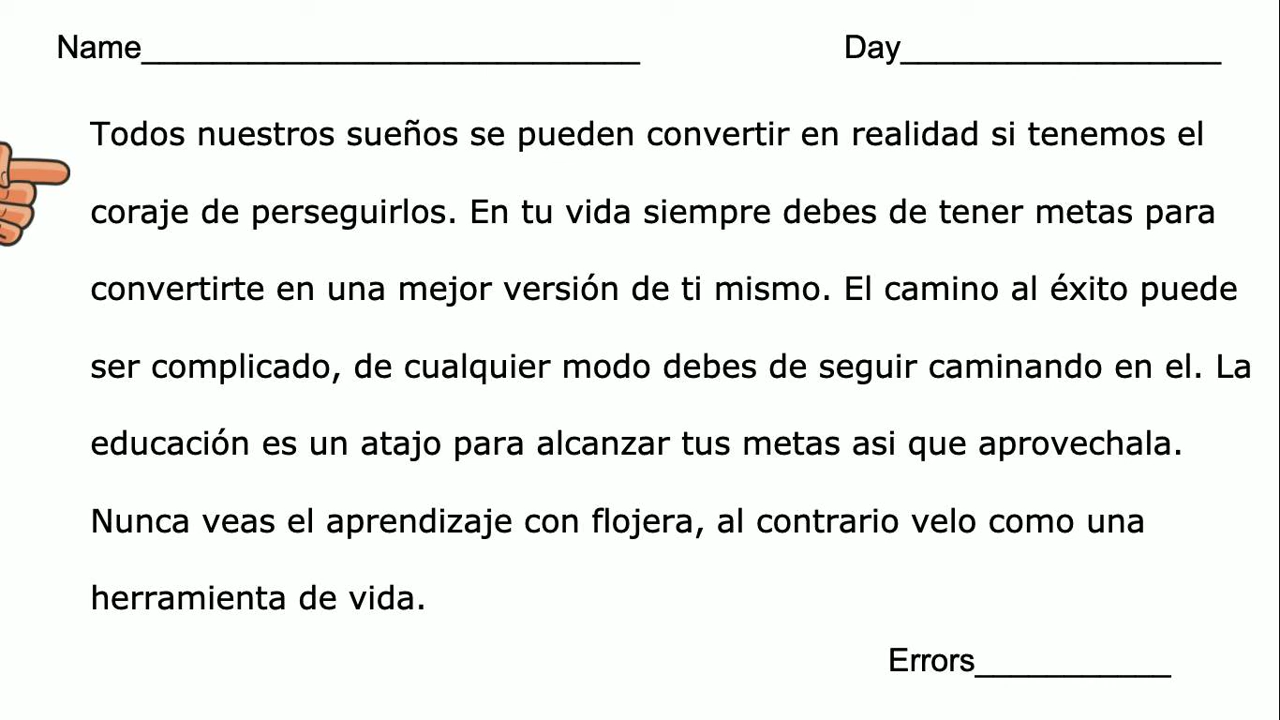 Name____________________________ Day__________________
Todos nuestros sueños se pueden convertir en realidad si tenemos el
coraje de perseguirlos. En tu vida siempre debes de tener metas para
convertirte en una mejor versión de ti mismo. El camino al éxito puede
ser complicado, de cualquier modo debes de seguir caminando en el. La
educación es un atajo para alcanzar tus metas asi que aprovechala.
Nunca veas el aprendizaje con flojera, al contrario velo como una
herramienta de vida.
Errors___________